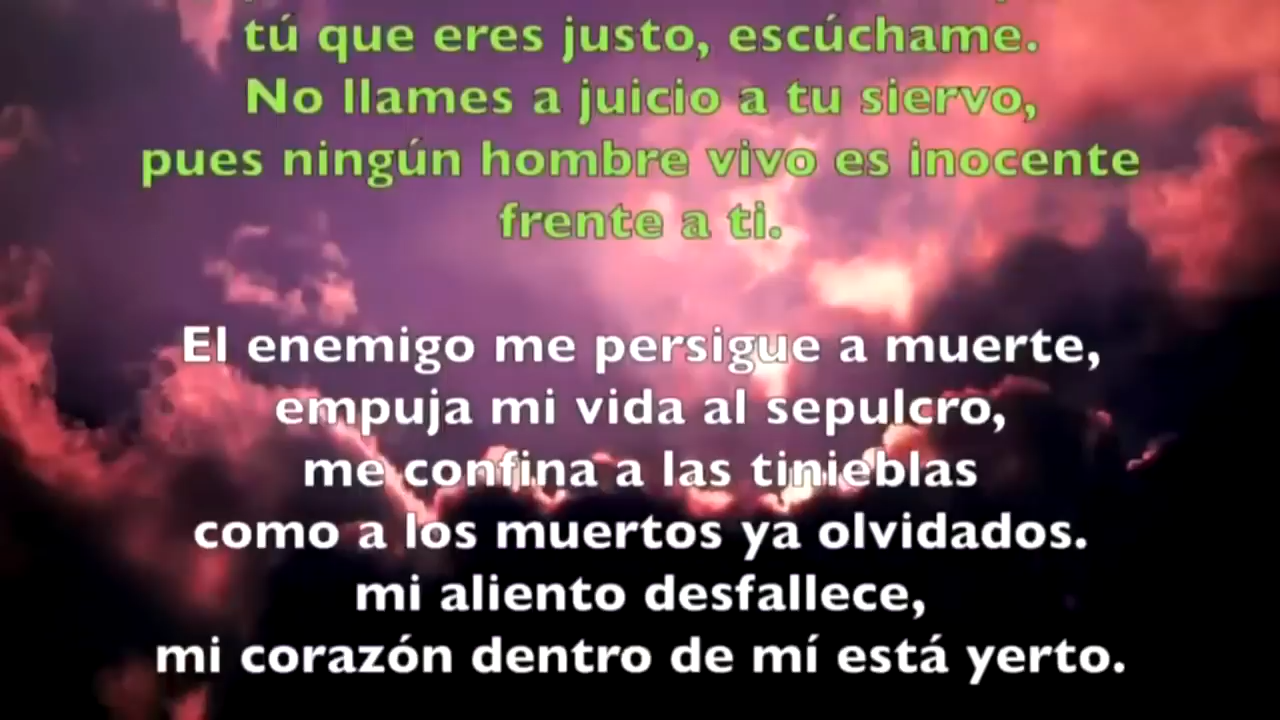 tú que eres justo, escúchame.
No llames a juicio a tu siervo,
pues ningún hombre vivo es inocente
frente a ti.
El enemigo me persigue a muerte,
empuja mi vida al sepulcro,
me confina a las tinieblas
como a los muertos ya olvidados.
mi aliento desfallece,
mi corazón dentro de mí está yerto.